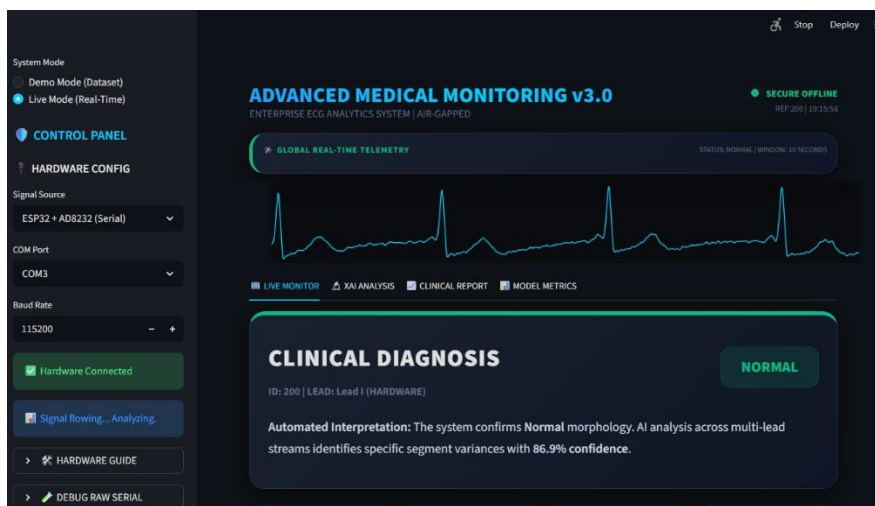 Stop Deploy
System Mode
Demo Mode (Dataset)
Live Mode (Real-Time)
CONTROL PANEL
HARDWARE CONFIG
Signal Source
ESP32 + AD8232 (Serial)
COM Port
COM3
Baud Rate
115200 − +
Hardware Connected
Signal flowing... Analyzing.
HARDWARE GUIDE
DEBUG RAW SERIAL
ADVANCED MEDICAL MONITORING v3.0
ENTERPRISE ECG ANALYTICS SYSTEM | AIR-GAPPED
SECURE OFFLINE
REF:200 | 19:15:58
GLOBAL REAL-TIME TELEMETRY
STATUS: NORMAL | WINDOW: 10 SECONDS
LIVE MONITOR XAI ANALYSIS CLINICAL REPORT MODEL METRICS
CLINICAL DIAGNOSIS
NORMAL
ID: 200 | LEAD: Lead I (HARDWARE)
Automated Interpretation: The system confirms Normal morphology. AI analysis across multi-lead
streams identifies specific segment variances with 86.9% confidence.